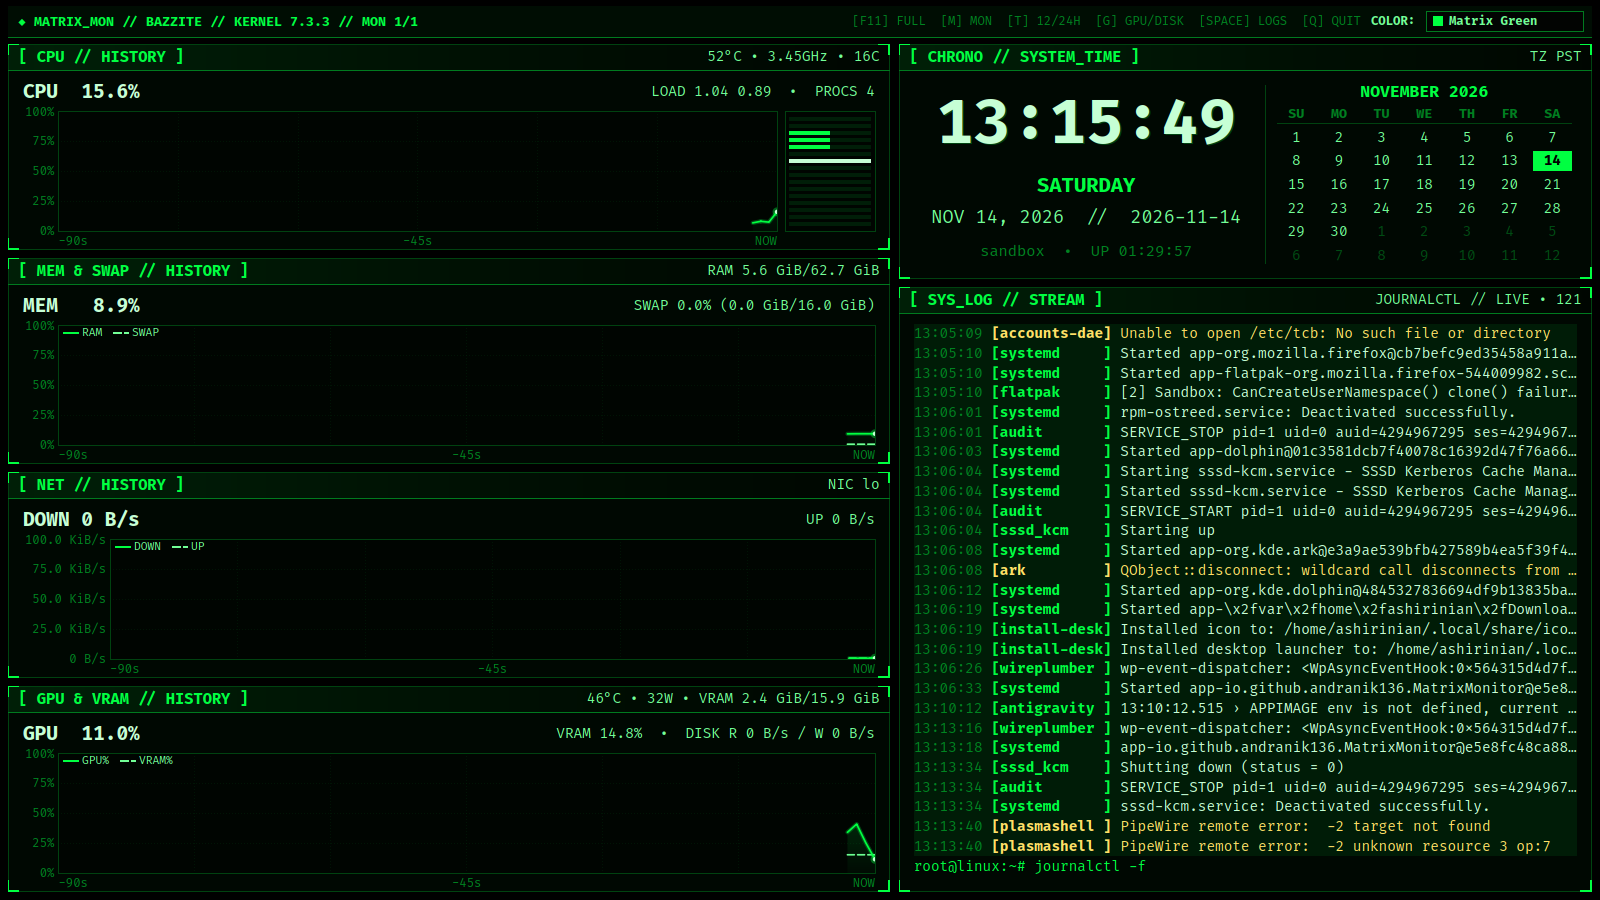 ◆ MATRIX_MON // BAZZITE // KERNEL 7.3.3 // MON 1/1
[F11] FULL [M] MON [T] 12/24H [G] GPU/DISK [SPACE] LOGS [Q] QUIT COLOR: Matrix Green
[ CPU // HISTORY ] 52°C • 3.45GHz • 16C
CPU 15.6% LOAD 1.04 0.89 • PROCS 4
100%
75%
50%
25%
0%
-90s -45s NOW
[ MEM & SWAP // HISTORY ] RAM 5.6 GiB/62.7 GiB
MEM 8.9% SWAP 0.0% (0.0 GiB/16.0 GiB)
100% RAM SWAP
75%
50%
25%
0%
-90s -45s NOW
[ NET // HISTORY ] NIC lo
DOWN 0 B/s UP 0 B/s
100.0 KiB/s DOWN UP
75.0 KiB/s
50.0 KiB/s
25.0 KiB/s
0 B/s
-90s -45s NOW
[ GPU & VRAM // HISTORY ] 46°C • 32W • VRAM 2.4 GiB/15.9 GiB
GPU 11.0% VRAM 14.8% • DISK R 0 B/s / W 0 B/s
100% GPU% VRAM%
75%
50%
25%
0%
-90s -45s NOW
[ CHRONO // SYSTEM_TIME ] TZ PST
13:15:49
SATURDAY
NOV 14, 2026 // 2026-11-14
sandbox • UP 01:29:57
NOVEMBER 2026
SU MO TU WE TH FR SA
1 2 3 4 5 6 7
8 9 10 11 12 13 14
15 16 17 18 19 20 21
22 23 24 25 26 27 28
29 30 1 2 3 4 5
6 7 8 9 10 11 12
[ SYS_LOG // STREAM ] JOURNALCTL // LIVE • 121
13:05:09 [accounts-dae] Unable to open /etc/tcb: No such file or directory
13:05:10 [systemd ] Started app-org.mozilla.firefox@cb7befc9ed35458a911a…
13:05:10 [systemd ] Started app-flatpak-org.mozilla.firefox-544009982.sc…
13:05:10 [flatpak ] [2] Sandbox: CanCreateUserNamespace() clone() failur…
13:06:01 [systemd ] rpm-ostreed.service: Deactivated successfully.
13:06:01 [audit ] SERVICE_STOP pid=1 uid=0 auid=4294967295 ses=4294967…
13:06:03 [systemd ] Started app-dolphin@01c3581dcb7f40078c16392d47f76a66…
13:06:04 [systemd ] Starting sssd-kcm.service - SSSD Kerberos Cache Mana…
13:06:04 [systemd ] Started sssd-kcm.service - SSSD Kerberos Cache Manag…
13:06:04 [audit ] SERVICE_START pid=1 uid=0 auid=4294967295 ses=429496…
13:06:04 [sssd_kcm ] Starting up
13:06:08 [systemd ] Started app-org.kde.ark@e3a9ae539bfb427589b4ea5f39f4…
13:06:08 [ark ] QObject::disconnect: wildcard call disconnects from …
13:06:12 [systemd ] Started app-org.kde.dolphin@4845327836694df9b13835ba…
13:06:19 [systemd ] Started app-\x2fvar\x2fhome\x2fashirinian\x2fDownloa…
13:06:19 [install-desk] Installed icon to: /home/ashirinian/.local/share/ico…
13:06:19 [install-desk] Installed desktop launcher to: /home/ashirinian/.loc…
13:06:26 [wireplumber ] wp-event-dispatcher: <WpAsyncEventHook:0x564315d4d7f…
13:06:33 [systemd ] Started app-io.github.andranik136.MatrixMonitor@e5e8…
13:10:12 [antigravity ] 13:10:12.515 › APPIMAGE env is not defined, current …
13:13:16 [wireplumber ] wp-event-dispatcher: <WpAsyncEventHook:0x564315d4d7f…
13:13:18 [systemd ] app-io.github.andranik136.MatrixMonitor@e5e8fc48ca88…
13:13:34 [sssd_kcm ] Shutting down (status = 0)
13:13:34 [audit ] SERVICE_STOP pid=1 uid=0 auid=4294967295 ses=4294967…
13:13:34 [systemd ] sssd-kcm.service: Deactivated successfully.
13:13:40 [plasmashell ] PipeWire remote error: -2 target not found
13:13:40 [plasmashell ] PipeWire remote error: -2 unknown resource 3 op:7
root@linux:~# journalctl -f